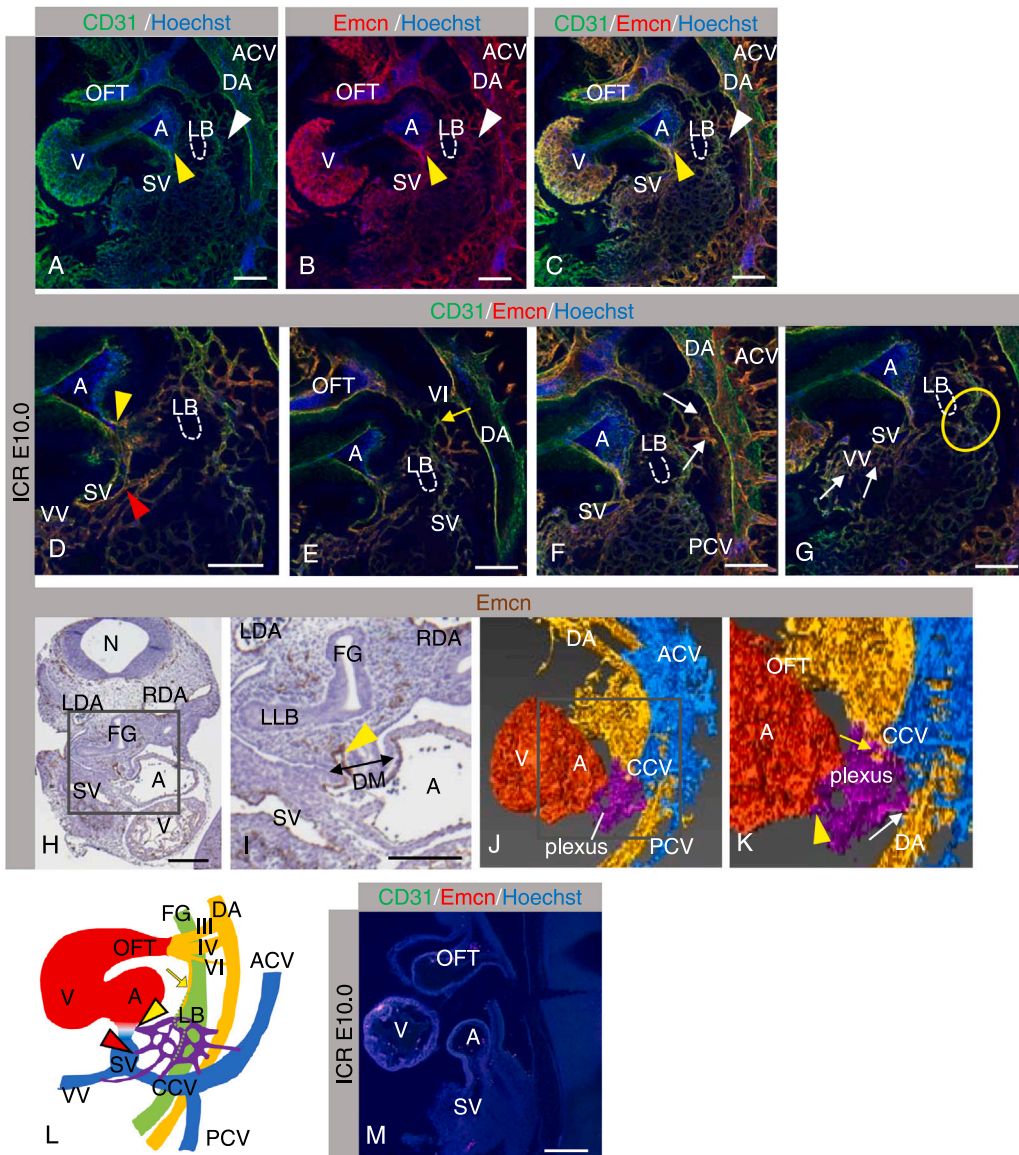 CD31 /Hoechst
Emcn /Hoechst
CD31/Emcn/Hoechst
ICR E10.0
ACV
DA
OFT
A
LB
V
SV
A
ACV
DA
OFT
A
LB
V
SV
B
ACV
DA
OFT
A
LB
V
SV
C
CD31/Emcn/Hoechst
A
LB
SV
VV
D
OFT
VI
DA
A
LB
SV
E
DA
ACV
A
LB
SV
PCV
F
A
LB
SV
VV
G
Emcn
N
LDA
RDA
FG
SV
A
V
H
LDA
RDA
FG
LLB
DM
A
SV
I
DA
ACV
V
A
CCV
plexus
PCV
J
OFT
A
CCV
plexus
DA
K
FG
DA
III
OFT
IV
VI
ACV
V
A
LB
SV
CCV
VV
PCV
L
CD31/Emcn/Hoechst
ICR E10.0
OFT
V
A
SV
M